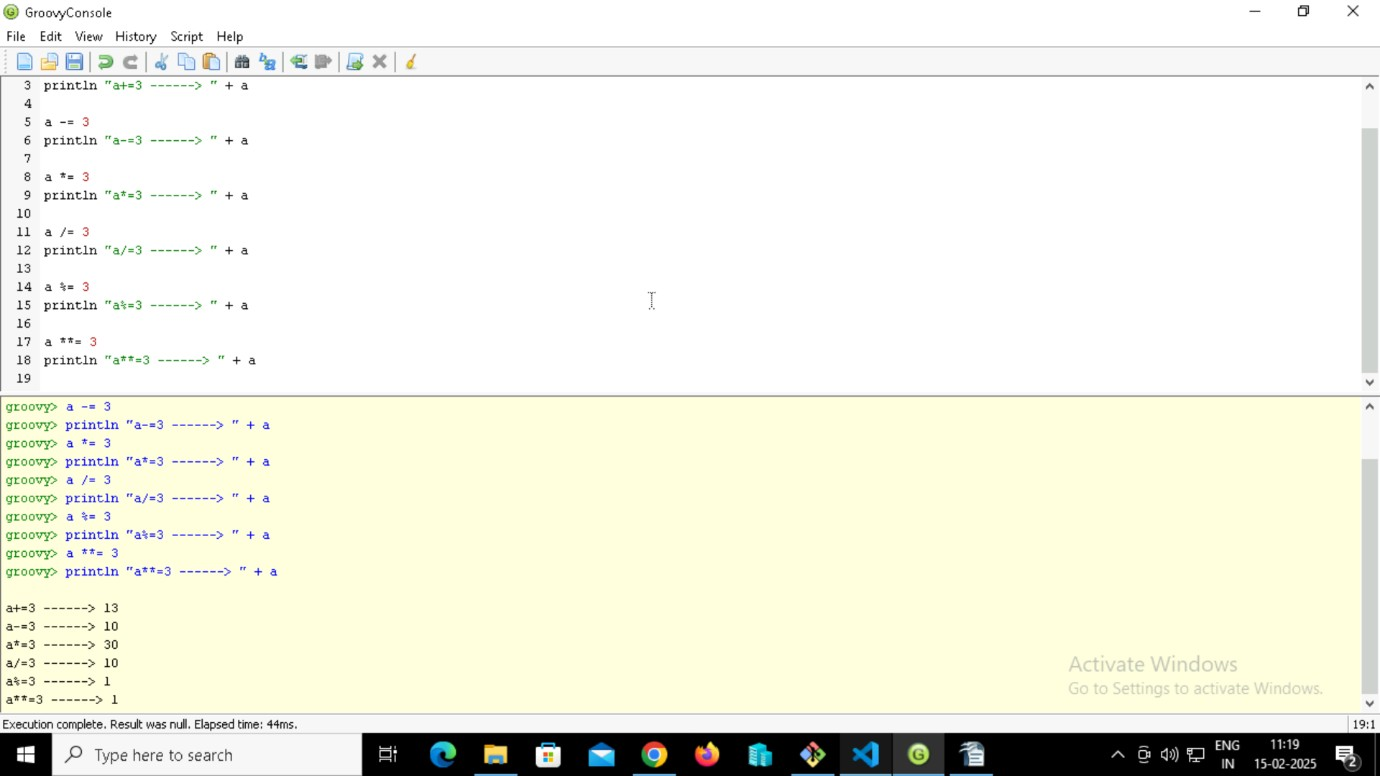 GroovyConsole
File Edit View History Script Help
3 println "a+=3 ------> " + a
4
5 a -= 3
6 println "a-=3 ------> " + a
7
8 a *= 3
9 println "a*=3 ------> " + a
10
11 a /= 3
12 println "a/=3 ------> " + a
13
14 a %= 3
15 println "a%=3 ------> " + a
16
17 a **= 3
18 println "a**=3 ------> " + a
19
groovy> a -= 3
groovy> println "a-=3 ------> " + a
groovy> a *= 3
groovy> println "a*=3 ------> " + a
groovy> a /= 3
groovy> println "a/=3 ------> " + a
groovy> a %= 3
groovy> println "a%=3 ------> " + a
groovy> a **= 3
groovy> println "a**=3 ------> " + a
a+=3 ------> 13
a-=3 ------> 10
a*=3 ------> 30
a/=3 ------> 10
a%=3 ------> 1
a**=3 ------> 1
Activate Windows
Go to Settings to activate Windows.
Execution complete. Result was null. Elapsed time: 44ms.
19:1
Type here to search
ENG
IN
11:19
15-02-2025
2